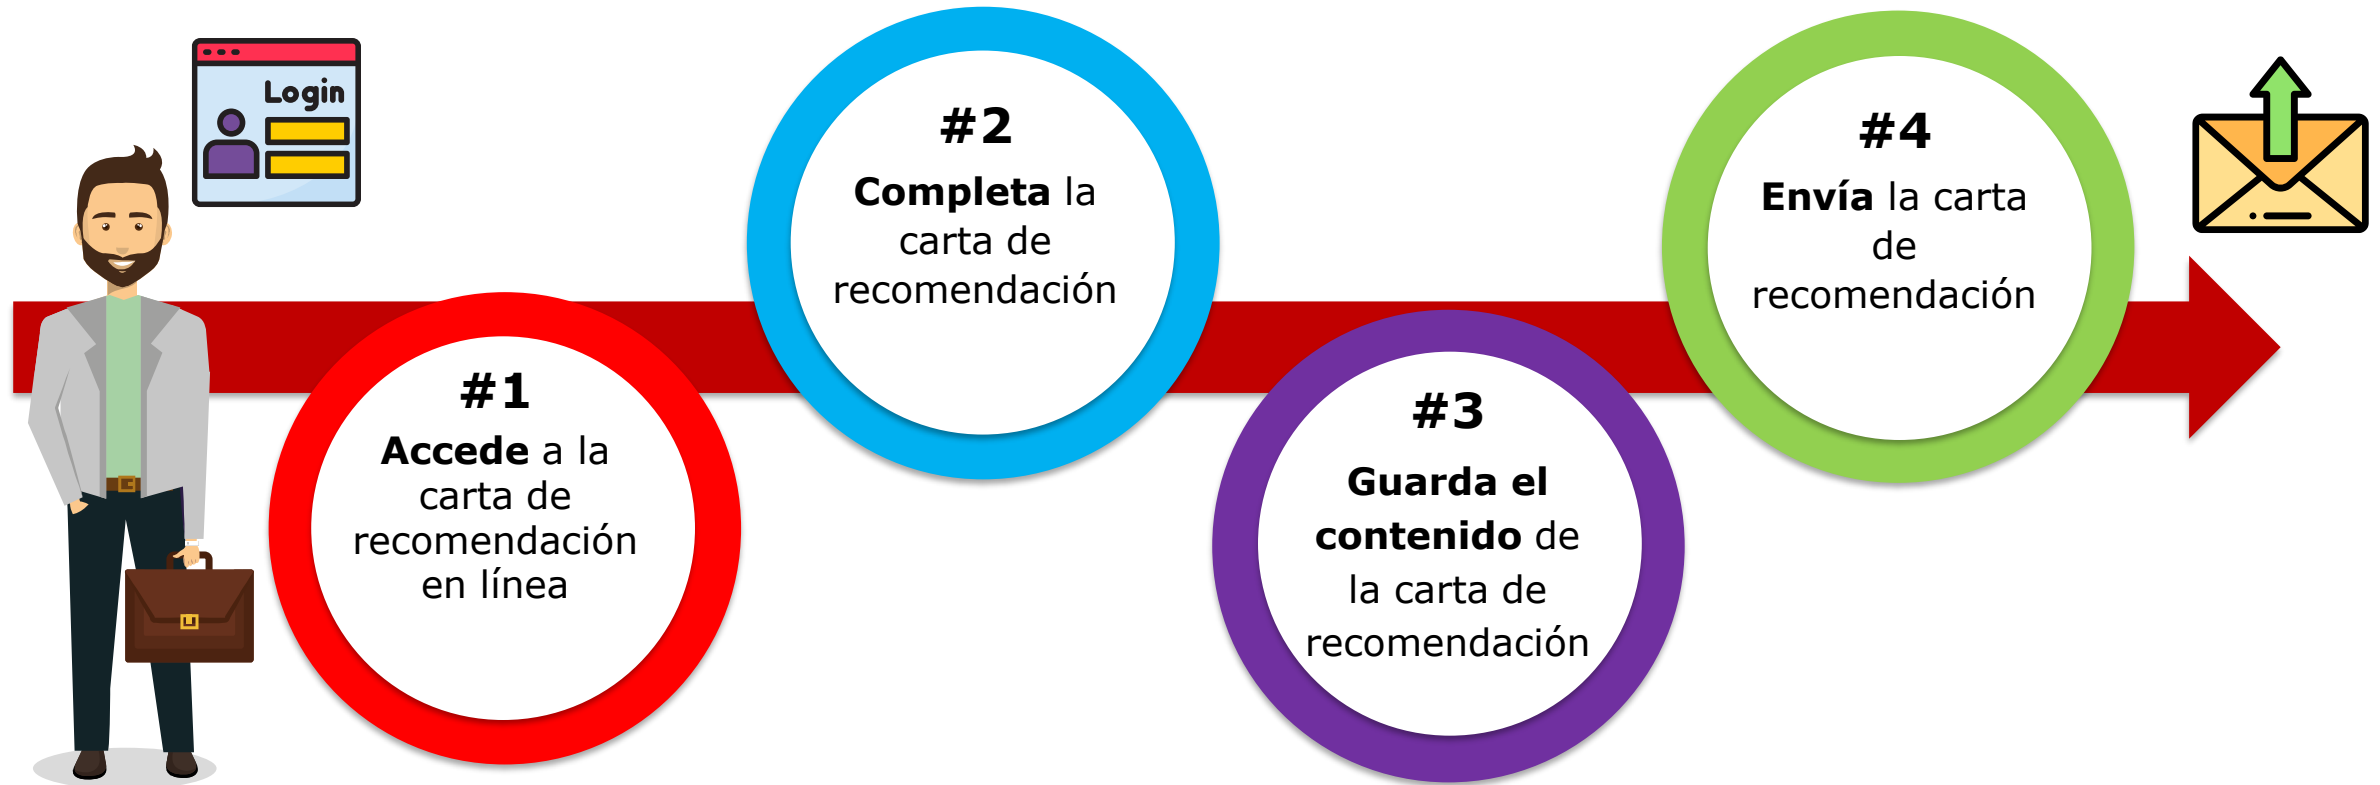 Login
#1
Accede a la
carta de
recomendación
en línea
#2
Completa la
carta de
recomendación
#3
Guarda el
contenido de
la carta de
recomendación
#4
Envía la carta
de
recomendación